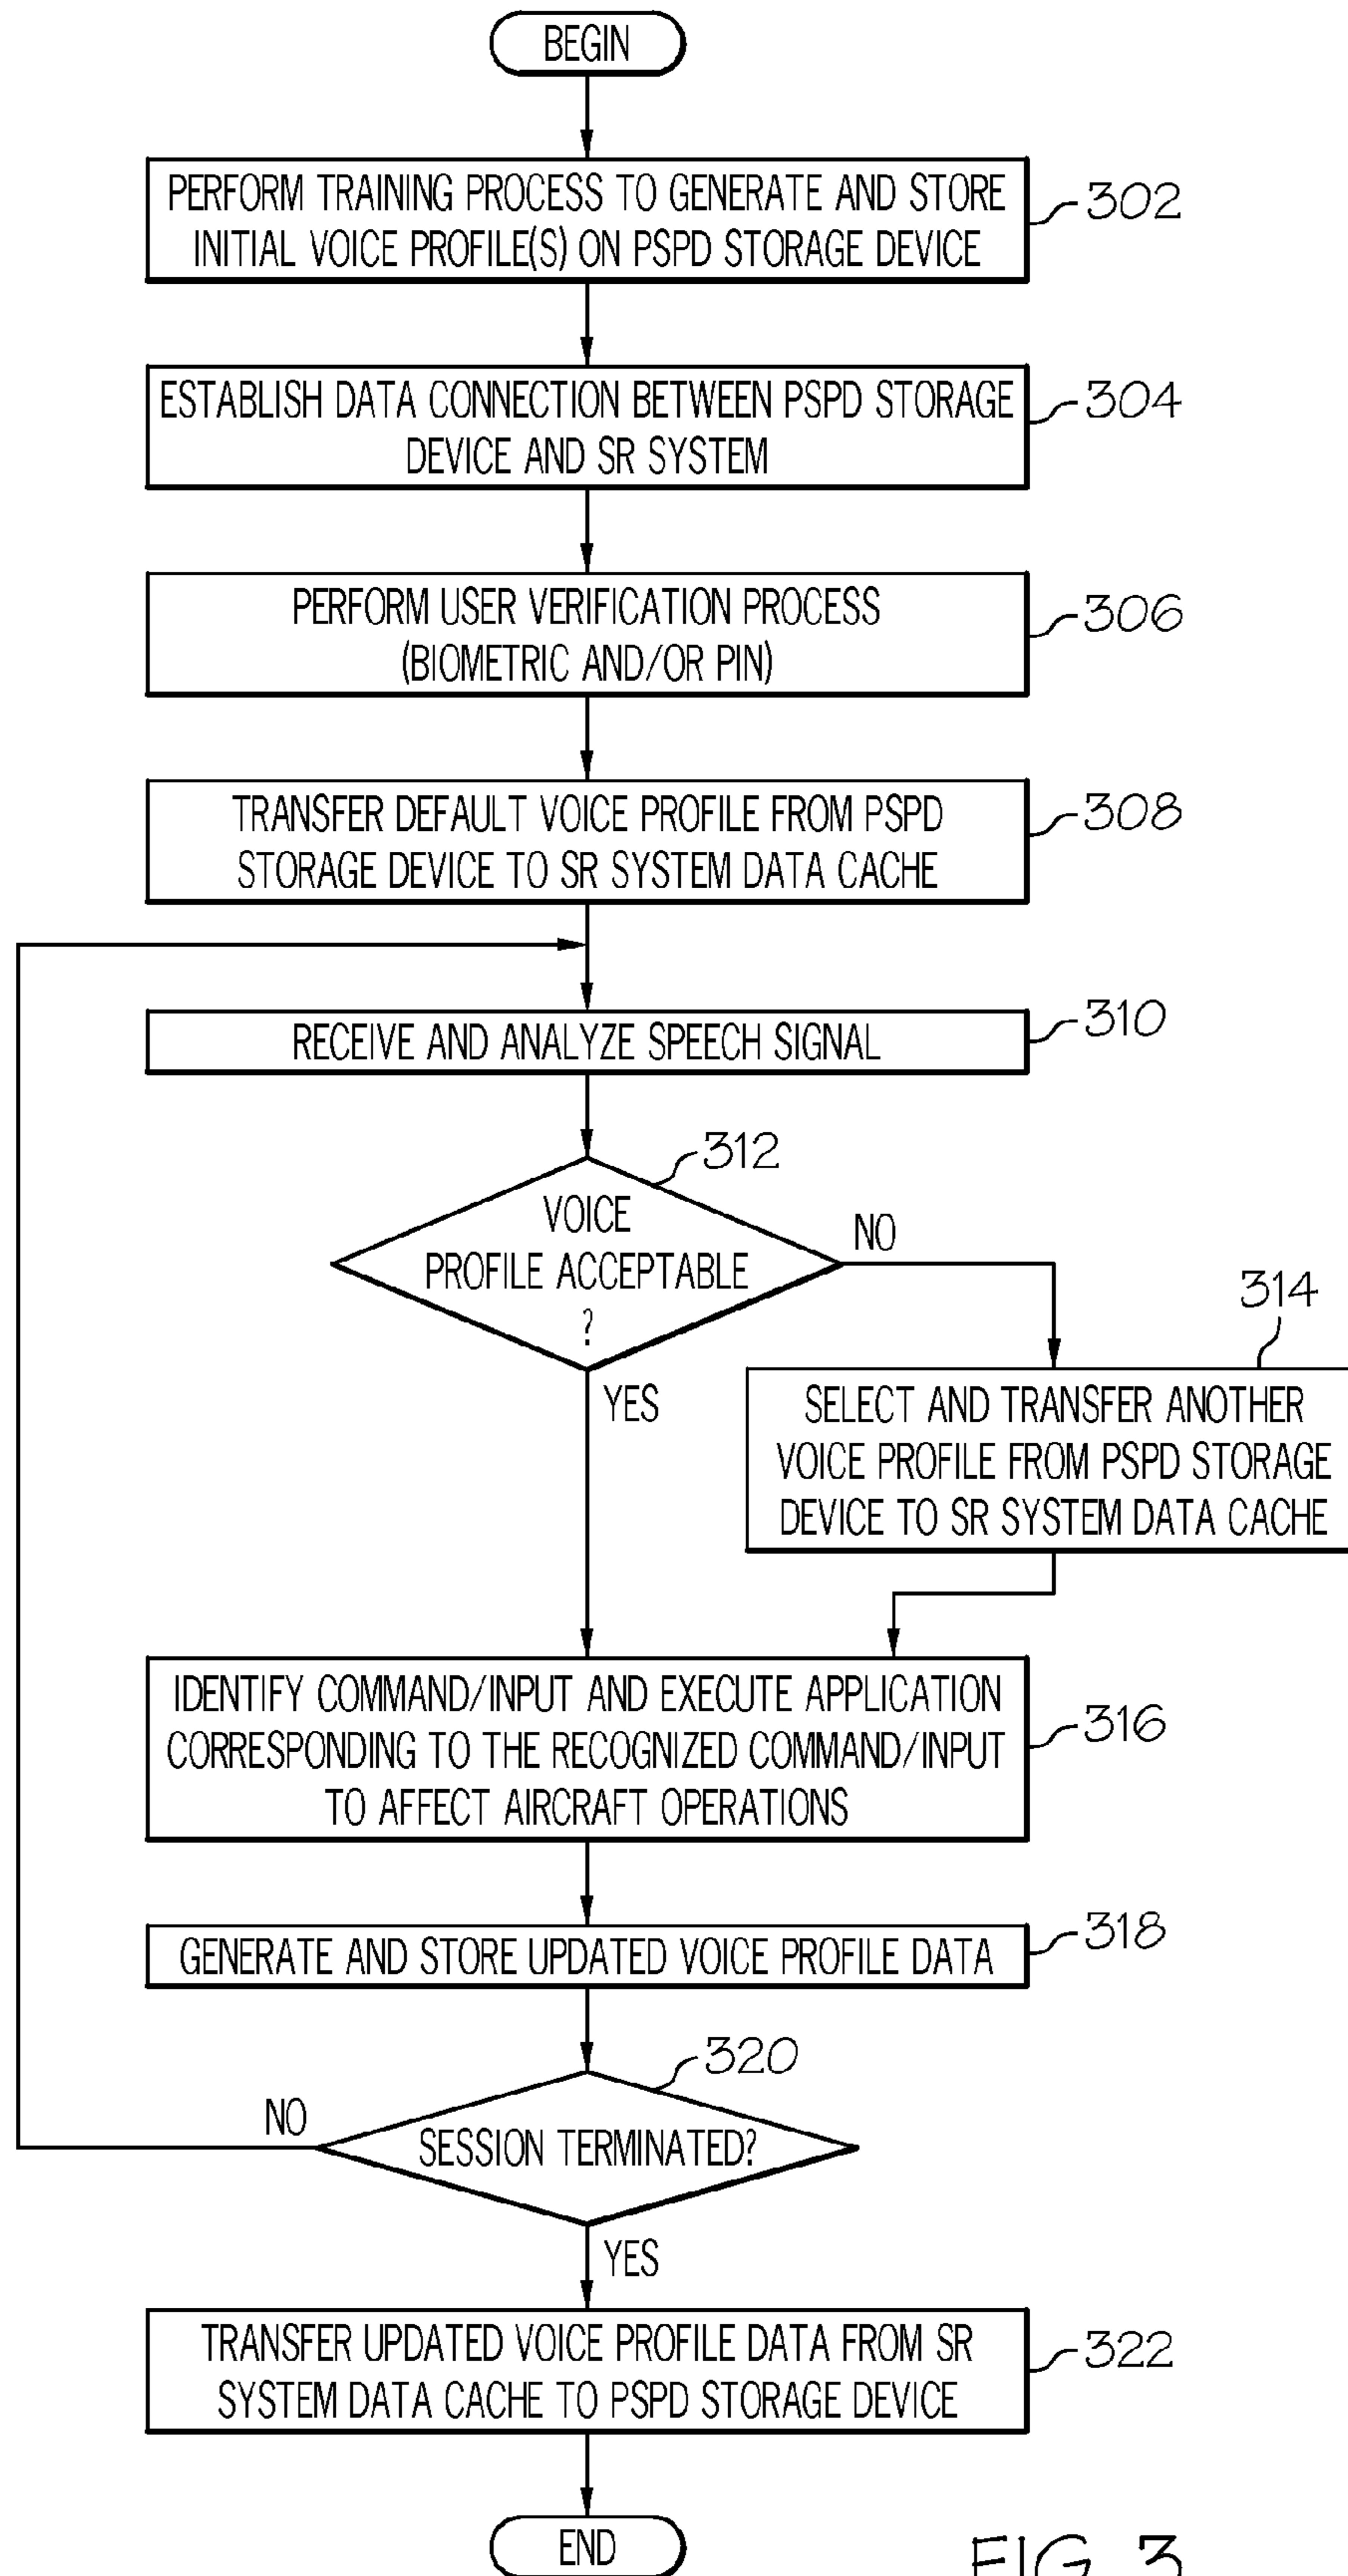 BEGIN
PERFORM TRAINING PROCESS TO GENERATE AND STORE
INITIAL VOICE PROFILE(S) ON PSPD STORAGE DEVICE
302
ESTABLISH DATA CONNECTION BETWEEN PSPD STORAGE
DEVICE AND SR SYSTEM
304
PERFORM USER VERIFICATION PROCESS
(BIOMETRIC AND/OR PIN)
306
TRANSFER DEFAULT VOICE PROFILE FROM PSPD
STORAGE DEVICE TO SR SYSTEM DATA CACHE
308
RECEIVE AND ANALYZE SPEECH SIGNAL
310
312
VOICE
PROFILE ACCEPTABLE
?
NO
YES
314
SELECT AND TRANSFER ANOTHER
VOICE PROFILE FROM PSPD STORAGE
DEVICE TO SR SYSTEM DATA CACHE
IDENTIFY COMMAND/INPUT AND EXECUTE APPLICATION
CORRESPONDING TO THE RECOGNIZED COMMAND/INPUT
TO AFFECT AIRCRAFT OPERATIONS
316
GENERATE AND STORE UPDATED VOICE PROFILE DATA
318
320
NO
SESSION TERMINATED?
YES
TRANSFER UPDATED VOICE PROFILE DATA FROM SR
SYSTEM DATA CACHE TO PSPD STORAGE DEVICE
322
END
FIG. 3